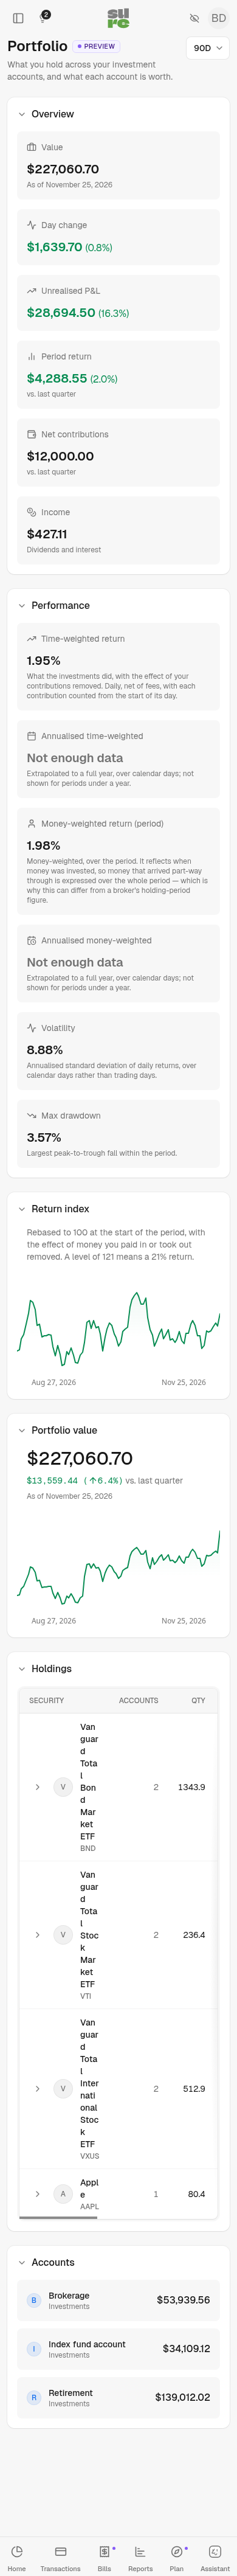 2
sure
BD
Portfolio
PREVIEW
90D
What you hold across your investment
accounts, and what each account is worth.
Overview
Value
$227,060.70
As of November 25, 2026
Day change
$1,639.70 (0.8%)
Unrealised P&L
$28,694.50 (16.3%)
Period return
$4,288.55 (2.0%)
vs. last quarter
Net contributions
$12,000.00
vs. last quarter
Income
$427.11
Dividends and interest
Performance
Time-weighted return
1.95%
What the investments did, with the effect of your
contributions removed. Daily, net of fees, with each
contribution counted from the start of its day.
Annualised time-weighted
Not enough data
Extrapolated to a full year, over calendar days; not
shown for periods under a year.
Money-weighted return (period)
1.98%
Money-weighted, over the period. It reflects when
money was invested, so money that arrived part-way
through is expressed over the whole period — which is
why this can differ from a broker's holding-period
figure.
Annualised money-weighted
Not enough data
Extrapolated to a full year, over calendar days; not
shown for periods under a year.
Volatility
8.88%
Annualised standard deviation of daily returns, over
calendar days rather than trading days.
Max drawdown
3.57%
Largest peak-to-trough fall within the period.
Return index
Rebased to 100 at the start of the period, with
the effect of money you paid in or took out
removed. A level of 121 means a 21% return.
Aug 27, 2026
Nov 25, 2026
Portfolio value
$227,060.70
$13,559.44 (↑6.4%) vs. last quarter
As of November 25, 2026
Aug 27, 2026
Nov 25, 2026
Holdings
SECURITY
ACCOUNTS
QTY
V
Van
guar
d
Tota
l
Bon
d
Mar
ket
ETF
BND
2
1343.9
V
Van
guar
d
Tota
l
Stoc
k
Mar
ket
ETF
VTI
2
236.4
V
Van
guar
d
Tota
l
Inter
nati
onal
Stoc
k
ETF
VXUS
2
512.9
A
Appl
e
AAPL
1
80.4
Accounts
B
Brokerage
Investments
$53,939.56
I
Index fund account
Investments
$34,109.12
R
Retirement
Investments
$139,012.02
Home
Transactions
Bills
Reports
Plan
Assistant